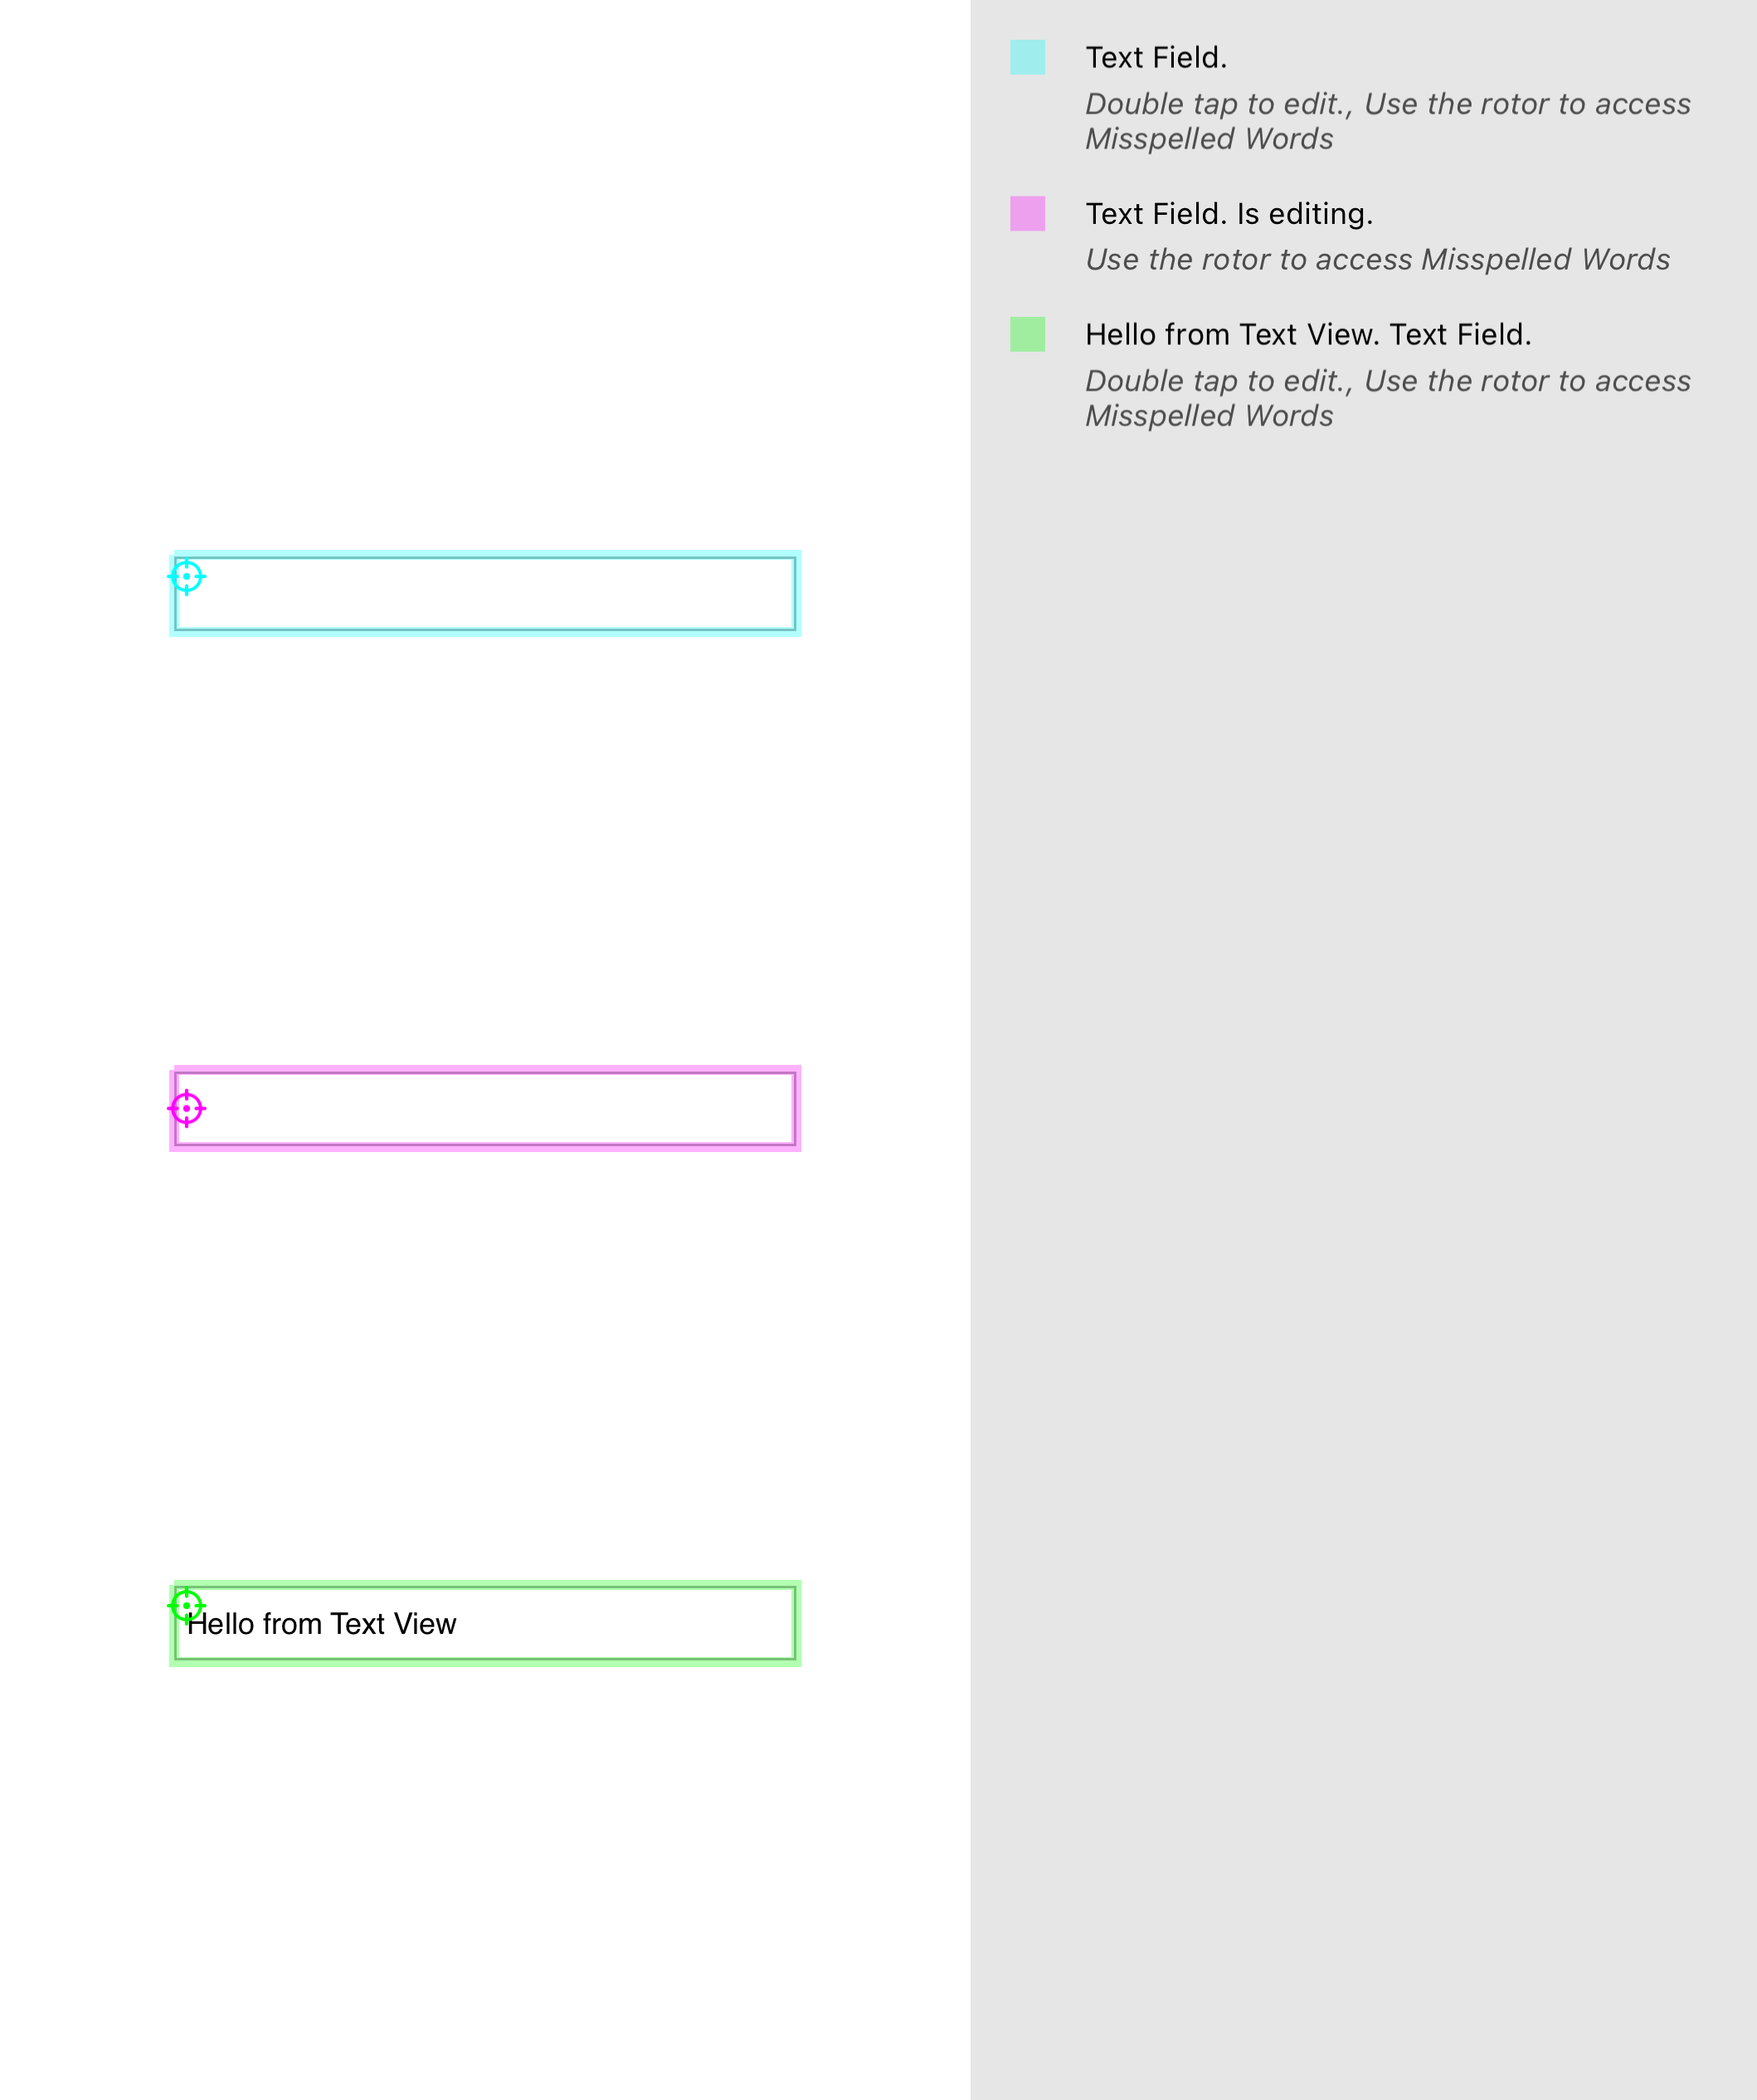 Text Field.
Double tap to edit., Use the rotor to access
Misspelled Words
Text Field. Is editing.
Use the rotor to access Misspelled Words
Hello from Text View. Text Field.
Double tap to edit., Use the rotor to access
Misspelled Words
Hello from Text View